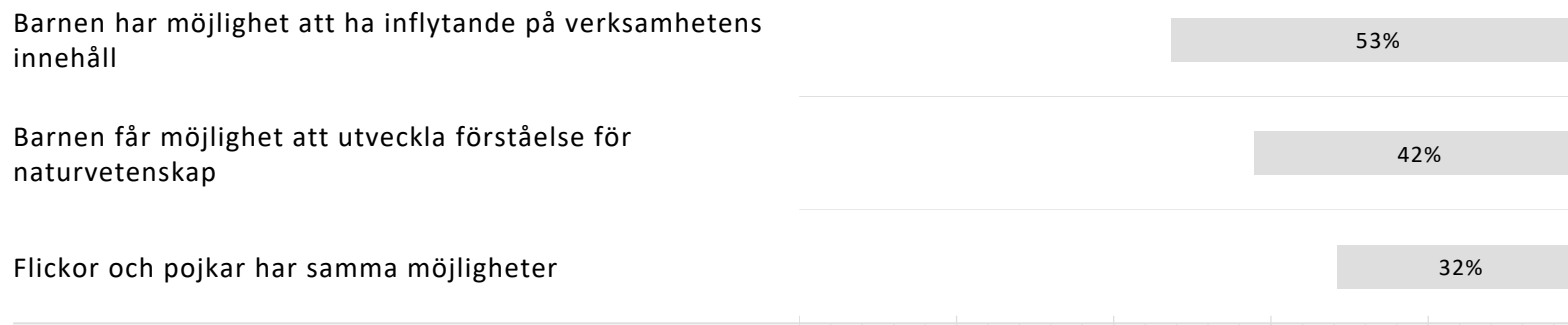 Barnen har möjlighet att ha inflytande på verksamhetens
innehåll
53%
Barnen får möjlighet att utveckla förståelse för
naturvetenskap
42%
Flickor och pojkar har samma möjligheter
32%